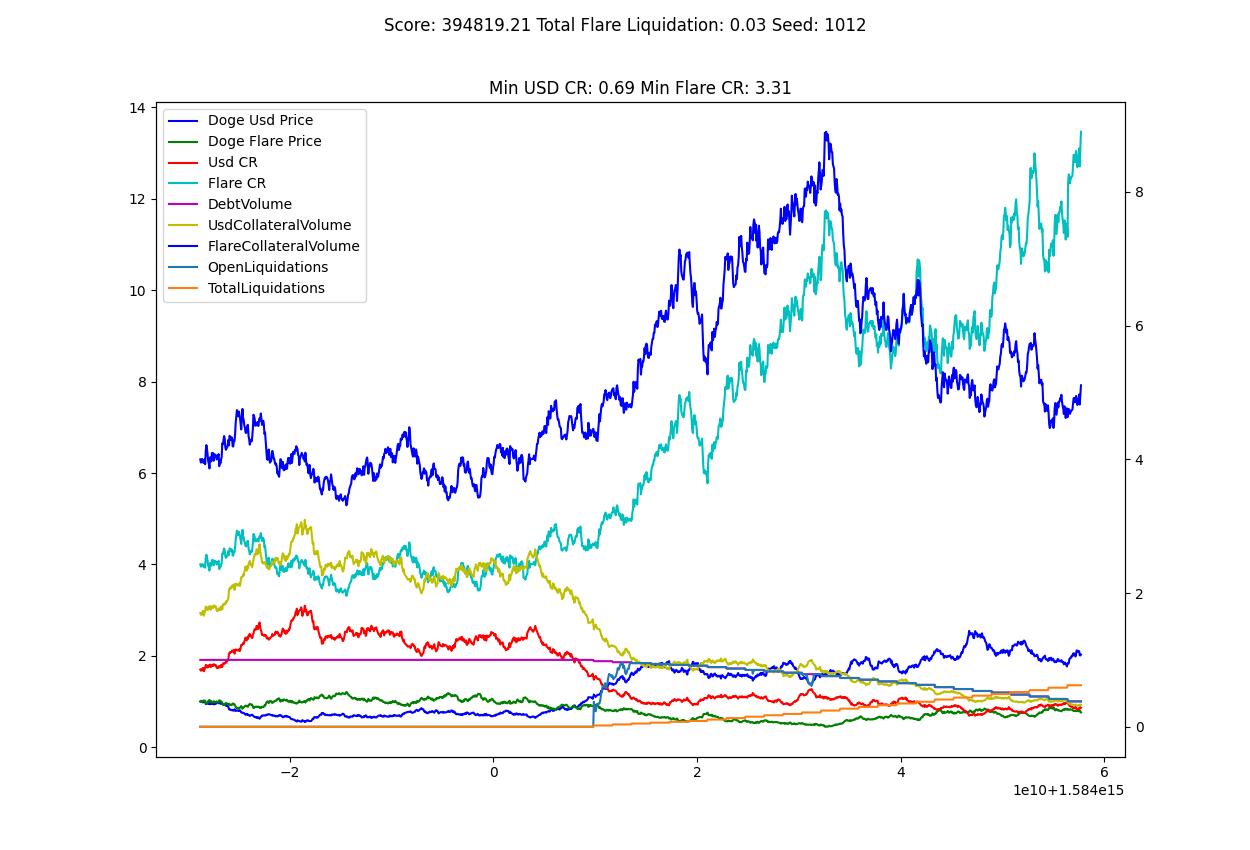 Score: 394819.21 Total Flare Liquidation: 0.03 Seed: 1012
Min USD CR: 0.69 Min Flare CR: 3.31
Doge Usd Price
Doge Flare Price
Usd CR
Flare CR
DebtVolume
UsdCollateralVolume
FlareCollateralVolume
OpenLiquidations
TotalLiquidations
14
12
10
8
6
4
2
0
8
6
4
2
0
−2
0
2
4
6
1e10+1.584e15